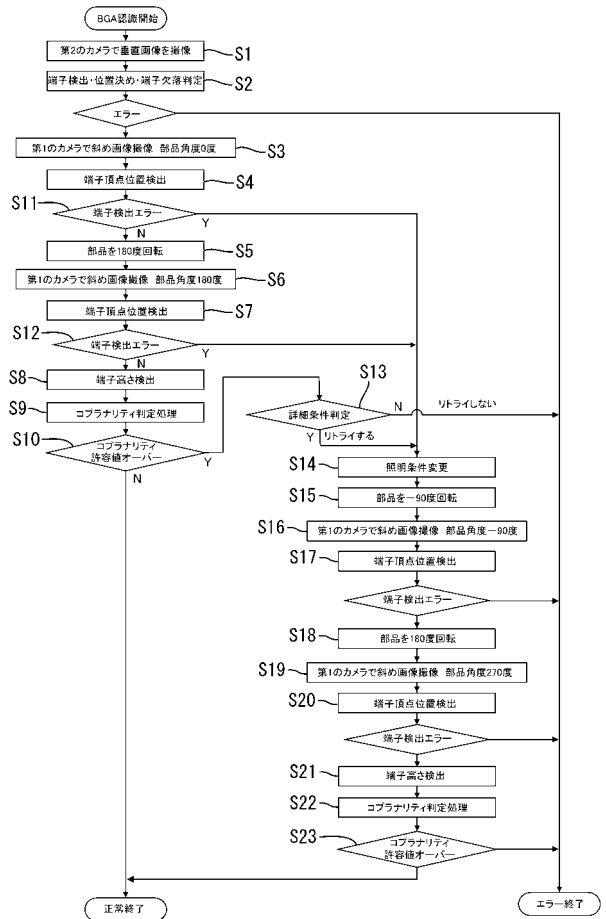 BGA認識開始
第2のカメラで垂直画像を撮像
S1
端子検出・位置決め・端子欠落判定
S2
エラー
第1のカメラで斜め画像撮像 部品角度0度
S3
端子頂点位置検出
S4
S11
端子検出エラー
Y
N
部品を180度回転
S5
第1のカメラで斜め画像撮像 部品角度180度
S6
端子頂点位置検出
S7
S12
端子検出エラー
Y
N
S8
端子高さ検出
S9
コプラナリティ判定処理
S10
コプラナリティ
許容値オーバー
Y
N
S13
詳細条件判定
N
リトライしない
Y
リトライする
S14
照明条件変更
S15
部品を−90度回転
S16
第1のカメラで斜め画像撮像 部品角度−90度
S17
端子頂点位置検出
端子検出エラー
S18
部品を180度回転
S19
第1のカメラで斜め画像撮像 部品角度270度
S20
端子頂点位置検出
端子検出エラー
S21
端子高さ検出
S22
コプラナリティ判定処理
S23
コプラナリティ
許容値オーバー
正常終了
エラー終了